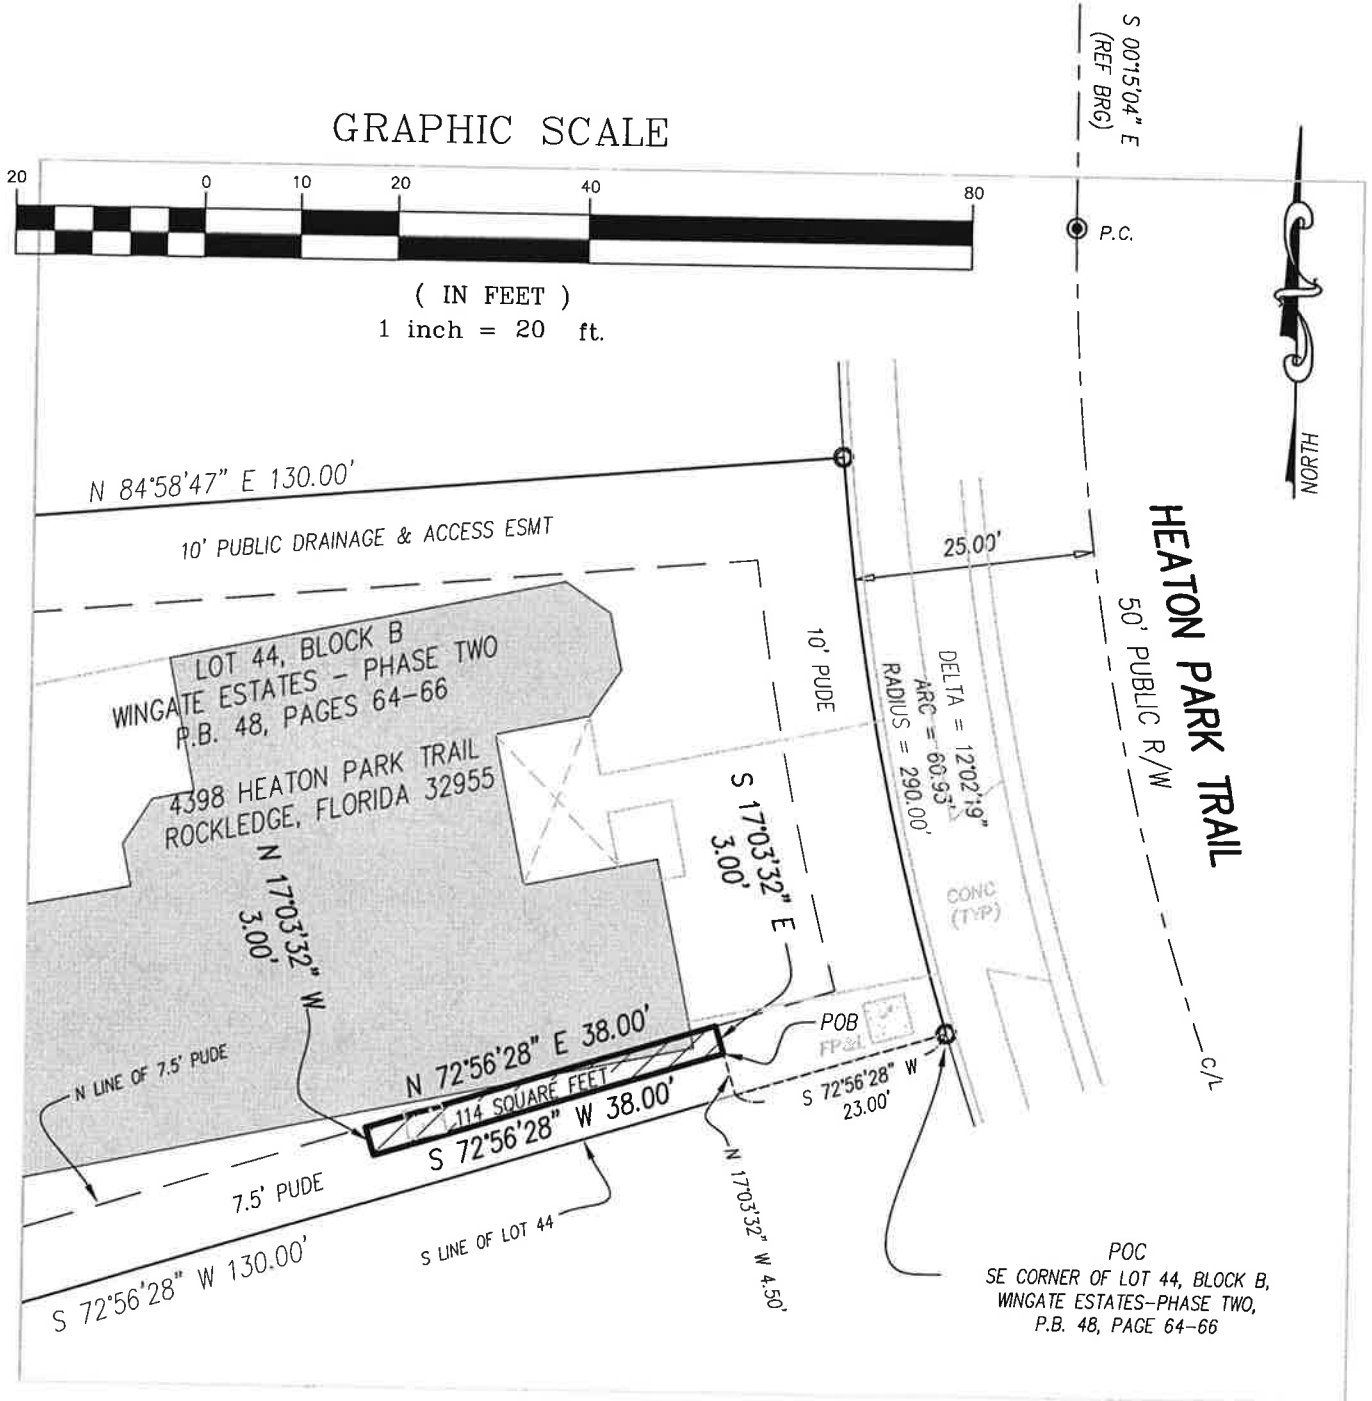 S 00°15'04" E
(REF BRG)
GRAPHIC SCALE
20 0 10 20 40 80
P.C.
( IN FEET )
1 inch = 20 ft.
NORTH
N 84°58'47" E 130.00'
10' PUBLIC DRAINAGE & ACCESS ESMT
25.00'
HEATON PARK TRAIL
50' PUBLIC R/W
10' PUDE
DELTA = 12°02'19"
ARC = 60.93'
RADIUS = 290.00'
LOT 44, BLOCK B
WINGATE ESTATES - PHASE TWO
P.B. 48, PAGES 64-66
4398 HEATON PARK TRAIL
ROCKLEDGE, FLORIDA 32955
S 17°03'32" E
3.00'
N 17°03'32" W
3.00'
CONC
(TYP)
POB
FP&L
N 72°56'28" E 38.00'
114 SQUARE FEET
S 72°56'28" W 38.00'
S 72°56'28" W
23.00'
C/L
N LINE OF 7.5' PUDE
7.5' PUDE
N 17°03'32" W 4.50'
S LINE OF LOT 44
S 72°56'28" W 130.00'
POC
SE CORNER OF LOT 44, BLOCK B,
WINGATE ESTATES-PHASE TWO,
P.B. 48, PAGE 64-66